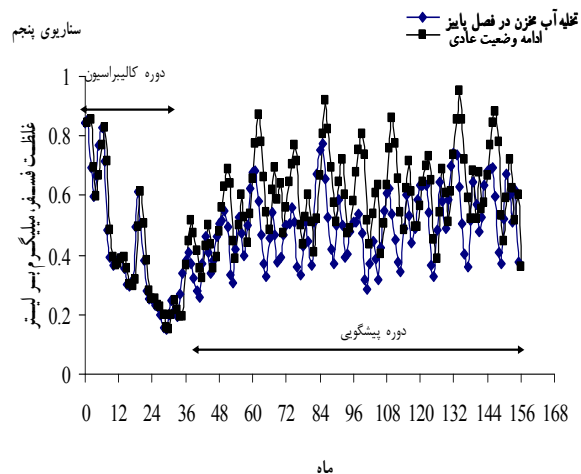 سناریوی پنجم
تخلیه آب مخزن در فصل پاییز
ادامه وضعیت عادی
دوره کالیبراسیون
غلظت فسفر میلیگرم بر لیتر
1
0.8
0.6
0.4
0.2
0
دوره پیشگویی
0 12 24 36 48 60 72 84 96 108 120 132 144 156 168
ماه